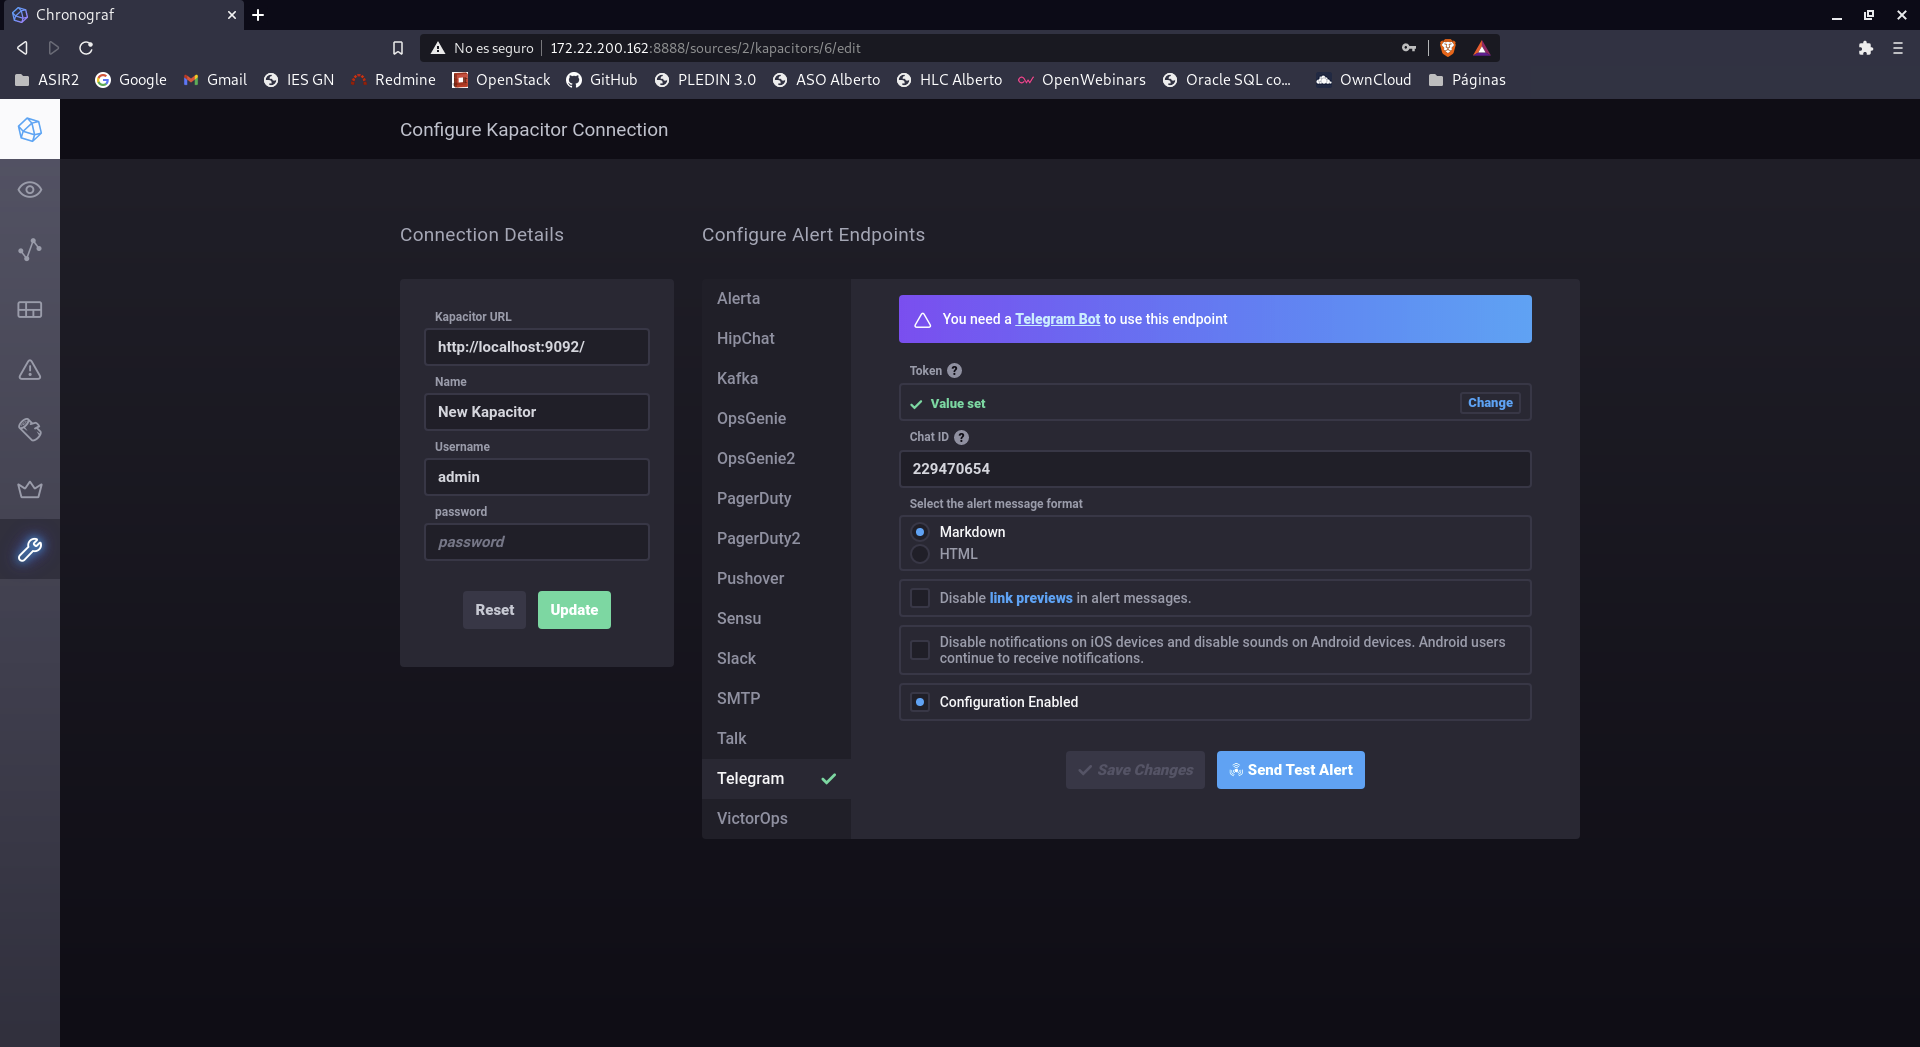 Chronograf
No es seguro
172.22.200.162:8888/sources/2/kapacitors/6/edit
ASIR2
Google
Gmail
IES GN
Redmine
OpenStack
GitHub
PLEDIN 3.0
ASO Alberto
HLC Alberto
OpenWebinars
Oracle SQL co...
OwnCloud
Páginas
Configure Kapacitor Connection
Connection Details
Kapacitor URL
http://localhost:9092/
Name
New Kapacitor
Username
admin
password
password
Reset
Update
Configure Alert Endpoints
Alerta
HipChat
Kafka
OpsGenie
OpsGenie2
PagerDuty
PagerDuty2
Pushover
Sensu
Slack
SMTP
Talk
Telegram
VictorOps
You need a Telegram Bot to use this endpoint
Token ?
Value set
Change
Chat ID ?
229470654
Select the alert message format
Markdown
HTML
Disable link previews in alert messages.
Disable notifications on iOS devices and disable sounds on Android devices. Android users
continue to receive notifications.
Configuration Enabled
Save Changes
Send Test Alert